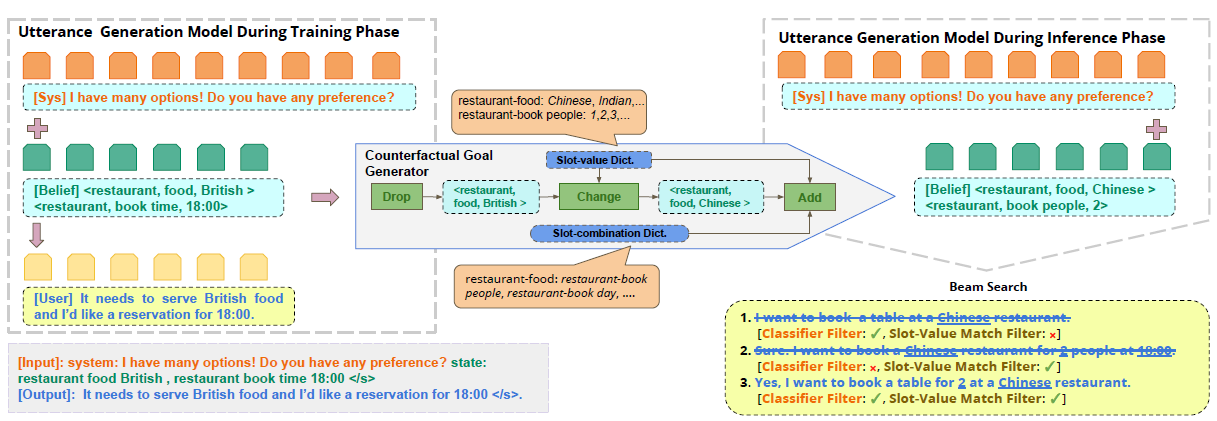 Utterance Generation Model During Training Phase
[Sys] I have many options! Do you have any preference?
[Belief] <restaurant, food, British >
<restaurant, book time, 18:00>
[User] It needs to serve British food
and I'd like a reservation for 18:00.
[Input]: system: I have many options! Do you have any preference? state:
restaurant food British , restaurant book time 18:00 </s>
[Output]: It needs to serve British food and I'd like a reservation for 18:00 </s>.
restaurant-food: Chinese, Indian,...
restaurant-book people: 1,2,3,...
Counterfactual Goal
Generator
Slot-value Dict.
Drop
<restaurant,
food, British >
Change
<restaurant,
food, Chinese >
Add
Slot-combination Dict.
restaurant-food: restaurant-book
people, restaurant-book day, ....
Utterance Generation Model During Inference Phase
[Sys] I have many options! Do you have any preference?
[Belief] <restaurant, food, Chinese >
<restaurant, book people, 2>
Beam Search
1. I want to book a table at a Chinese restaurant.
[Classifier Filter: ✓, Slot-Value Match Filter: ×]
2. Sure. I want to book a Chinese restaurant for 2 people at 18:00.
[Classifier Filter: ×, Slot-Value Match Filter: ✓]
3. Yes, I want to book a table for 2 at a Chinese restaurant.
[Classifier Filter: ✓, Slot-Value Match Filter: ✓]